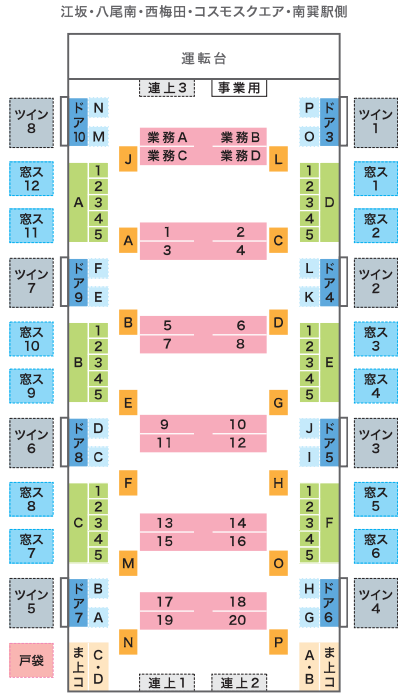 江坂・八尾南・西梅田・コスモスクエア・南巽駅側
運転台
連上3 事業用
ツイン8 ドア10 N P ドア3 ツイン1
M O
業務A 業務B
業務C 業務D
J L
窓ス12 A 1 2 3 4 5 1 2 3 4 5 D 窓ス1
窓ス11 窓ス2
1 2
A C
3 4
ツイン7 ドア9 F L ドア4 ツイン2
E K
B 5 6 D
7 8
窓ス10 B 1 2 3 4 5 1 2 3 4 5 E 窓ス3
窓ス9 窓ス4
E G
9 10
11 12
ツイン6 ドア8 D J ドア5 ツイン3
C I
F H
窓ス8 C 1 2 3 4 5 1 2 3 4 5 F 窓ス5
窓ス7 窓ス6
13 14
15 16
M O
ツイン5 ドア7 B H ドア6 ツイン4
A G
17 18
19 20
N P
戸袋 ま上コ C・D A・B ま上コ
連上1 連上2